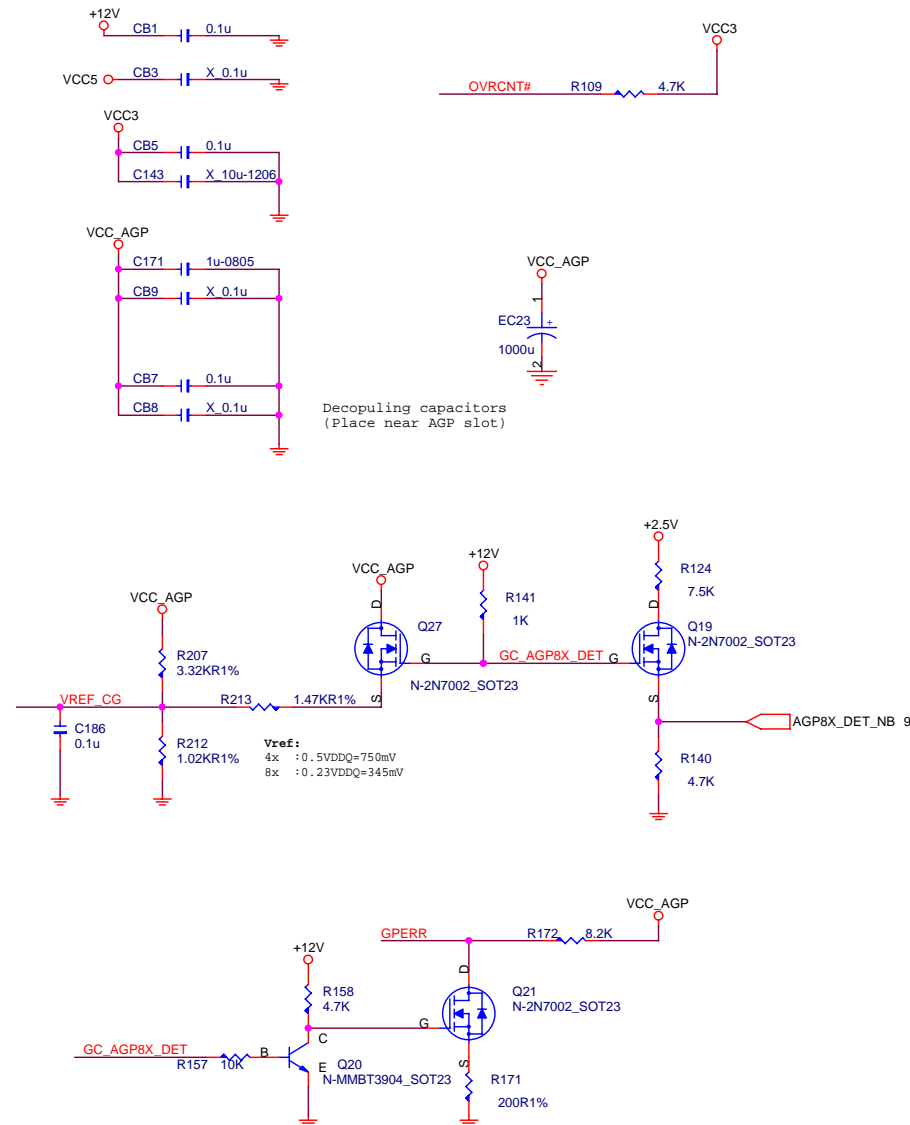 +12V
CB1 0.1u
VCC5 CB3 X_0.1u
VCC3
OVRCNT# R109 4.7K
VCC3
CB5 0.1u
C143 X_10u-1206
VCC_AGP
C171 1u-0805
CB9 X_0.1u
CB7 0.1u
CB8 X_0.1u
VCC_AGP
1
EC23 +
1000u
2
Decopuling capacitors
(Place near AGP slot)
+2.5V
R124
7.5K
+12V
R141
1K
VCC_AGP
D
Q27
G
S
N-2N7002_SOT23
GC_AGP8X_DET
D
Q19
N-2N7002_SOT23
G
S
VCC_AGP
R207
3.32KR1%
VREF_CG
R213 1.47KR1%
C186
0.1u
R212
1.02KR1%
Vref:
4x :0.5VDDQ=750mV
8x :0.23VDDQ=345mV
AGP8X_DET_NB 9
R140
4.7K
VCC_AGP
GPERR R172 8.2K
+12V
R158
4.7K
D
Q21
N-2N7002_SOT23
G
S
GC_AGP8X_DET
R157 10K
B
C
E
Q20
N-MMBT3904_SOT23
R171
200R1%